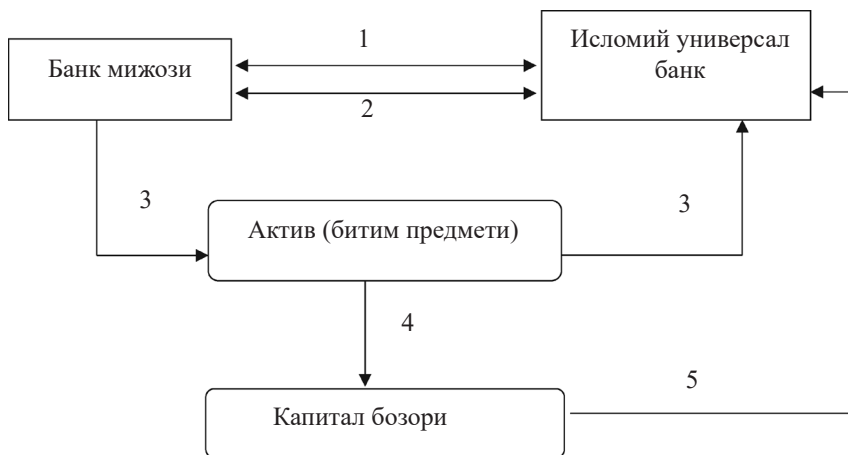 1
Исломий универсал
банк
Банк мижози
2
3
3
Актив (битим предмети)
4
5
Капитал бозори